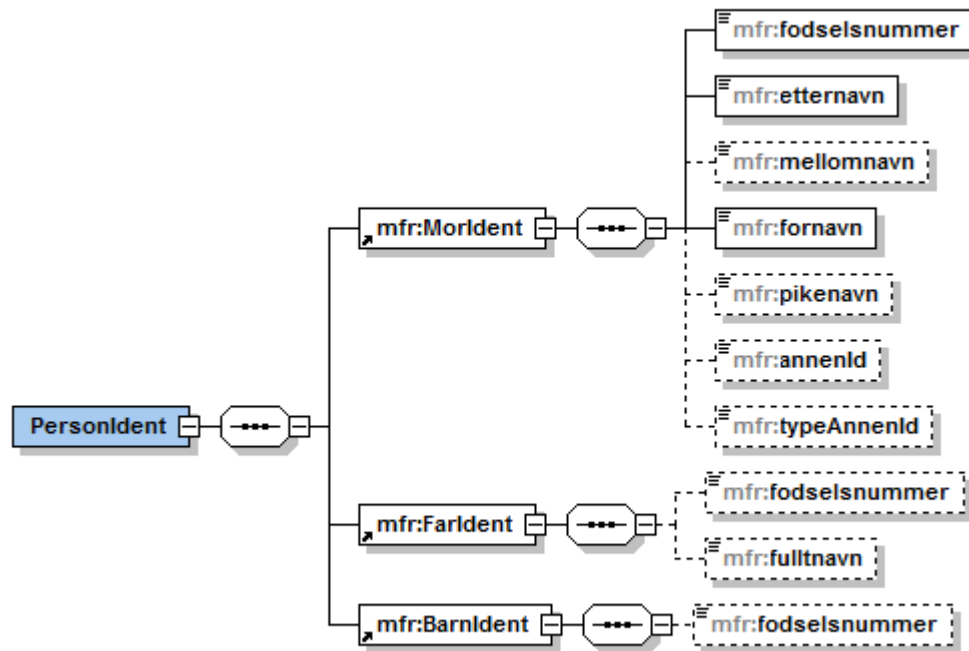 mfr:fodselsnummer
mfr:etternavn
mfr:mellomnavn
mfr:MorIdent
mfr:fornavn
mfr:pikenavn
mfr:annenId
PersonIdent
mfr:typeAnnenId
mfr:fodselsnummer
mfr:FarIdent
mfr:fulltnavn
mfr:BarnIdent
mfr:fodselsnummer